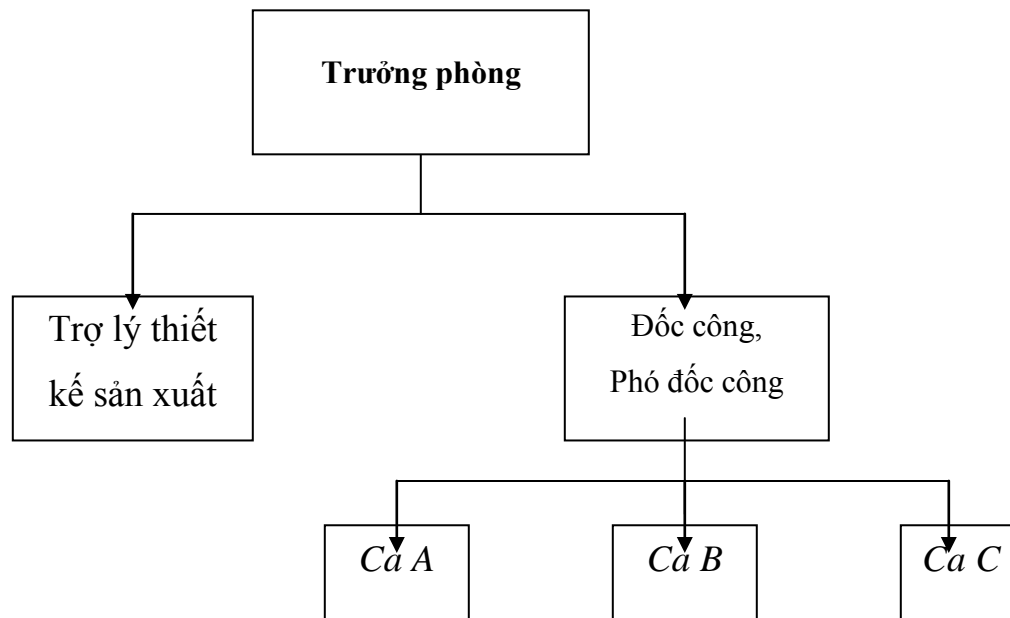 Trưởng phòng
Trợ lý thiết
kế sản xuất
Đốc công,
Phó đốc công
Ca A
Ca B
Ca C